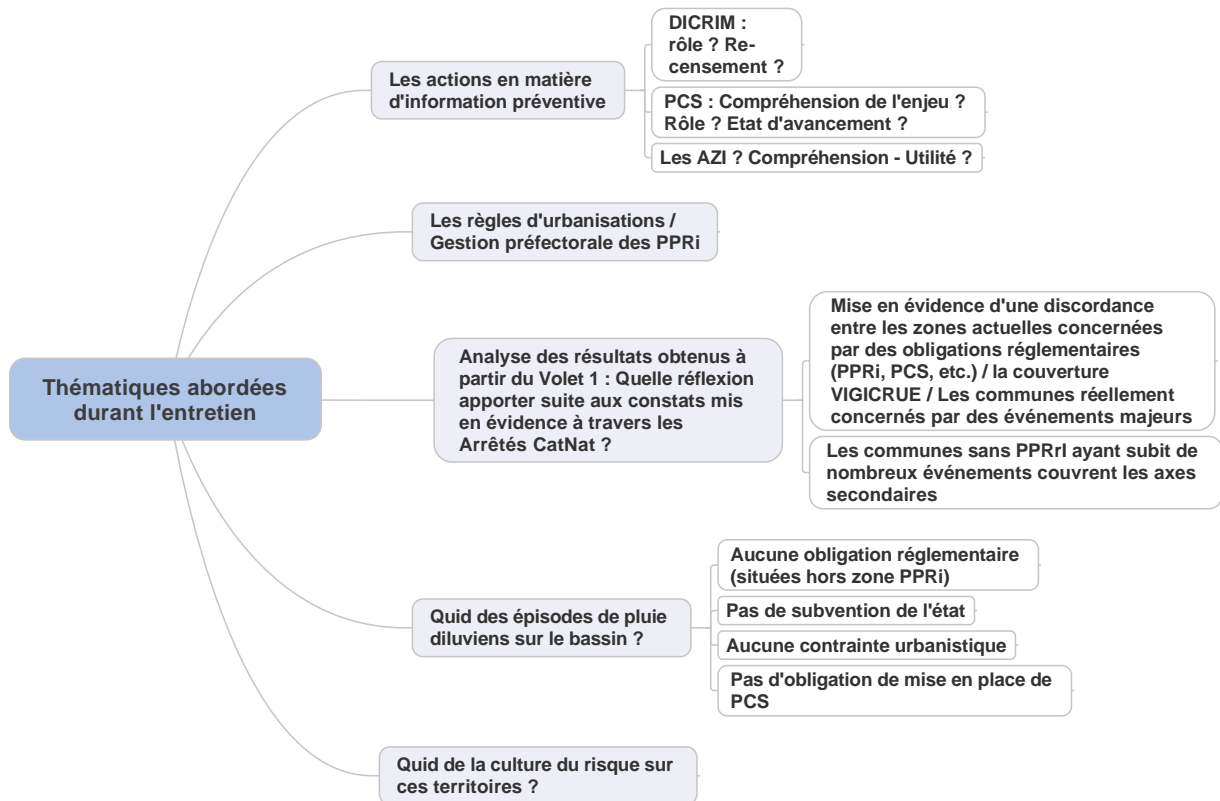 Thématiques abordées
durant l'entretien
Les actions en matière
d'information préventive
DICRIM :
rôle ? Re-
censement ?
PCS : Compréhension de l'enjeu ?
Rôle ? Etat d'avancement ?
Les AZI ? Compréhension - Utilité ?
Les règles d'urbanisations /
Gestion préfectorale des PPRi
Analyse des résultats obtenus à
partir du Volet 1 : Quelle réflexion
apporter suite aux constats mis
en évidence à travers les
Arrêtés CatNat ?
Mise en évidence d'une discordance
entre les zones actuelles concernées
par des obligations réglementaires
(PPRi, PCS, etc.) / la couverture
VIGICRUE / Les communes réellement
concernés par des événements majeurs
Les communes sans PPRrI ayant subit de
nombreux événements couvrent les axes
secondaires
Quid des épisodes de pluie
diluviens sur le bassin ?
Aucune obligation réglementaire
(situées hors zone PPRi)
Pas de subvention de l'état
Aucune contrainte urbanistique
Pas d'obligation de mise en place de
PCS
Quid de la culture du risque sur
ces territoires ?